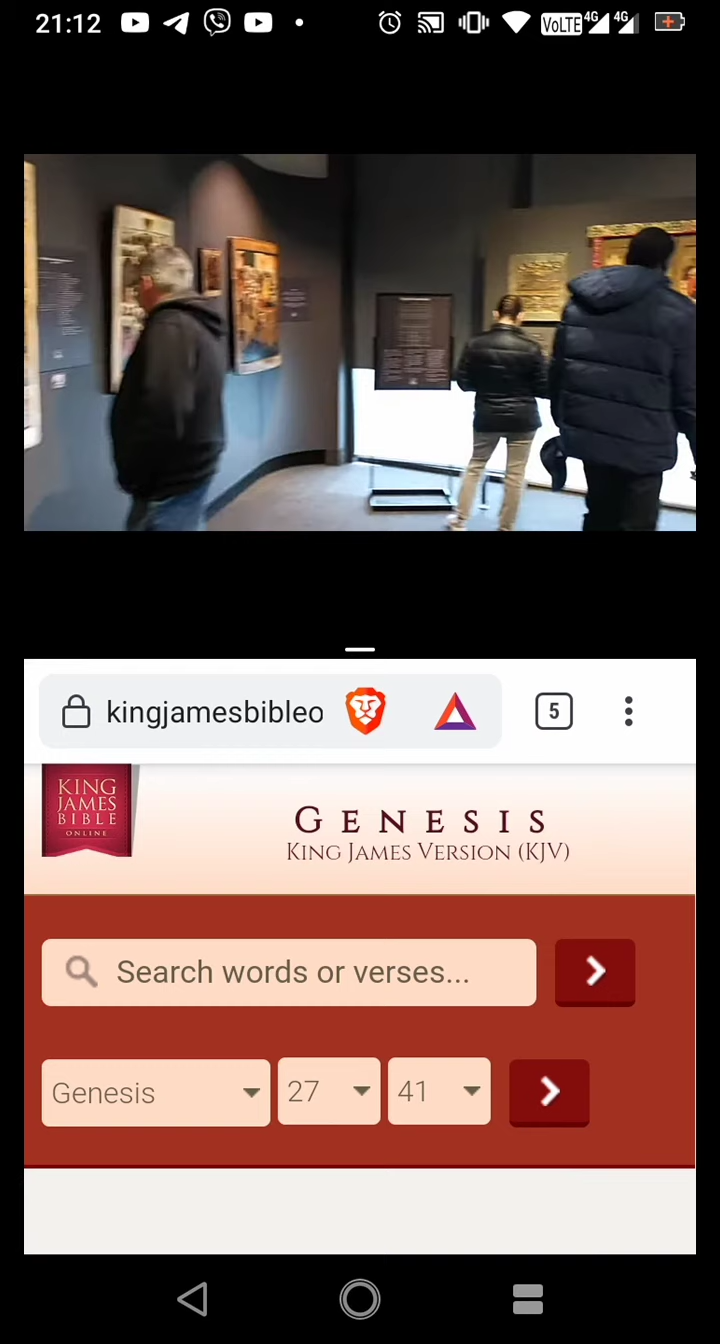 21:12
VoLTE 4G 4G
kingjamesbibleo
5
KING
JAMES
BIBLE
ONLINE
GENESIS
KING JAMES VERSION (KJV)
Search words or verses...
Genesis 27 41